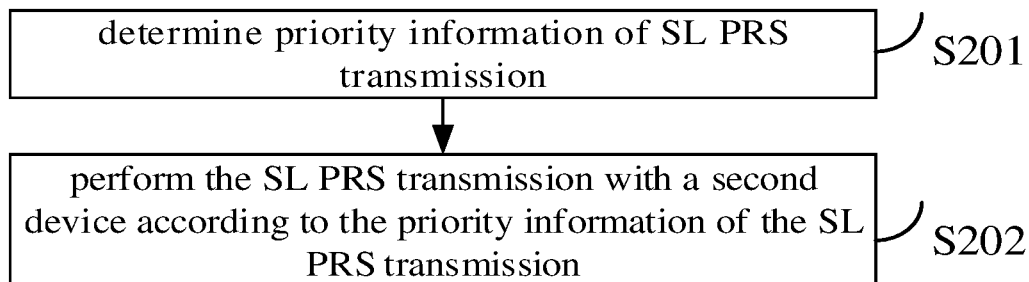 determine priority information of SL PRS
transmission
S201
perform the SL PRS transmission with a second
device according to the priority information of the SL
PRS transmission
S202